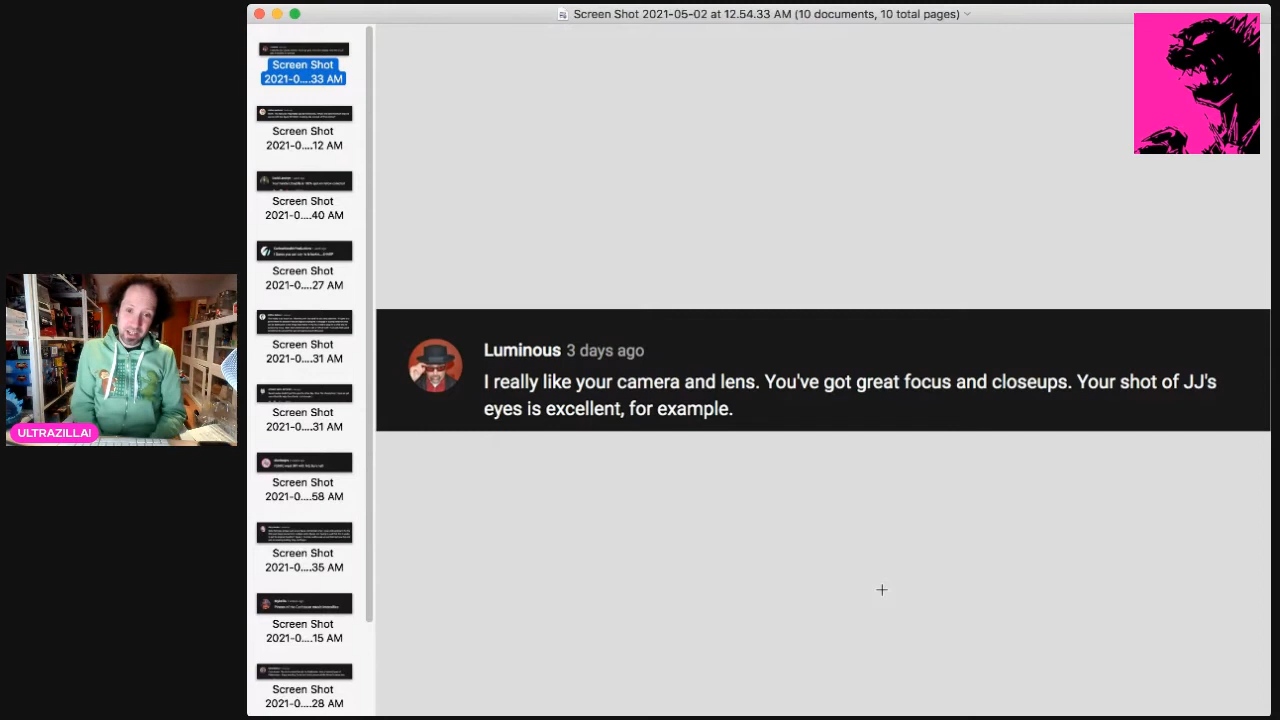 Screen Shot 2021-05-02 at 12.54.33 AM (10 documents, 10 total pages)
Screen Shot
2021-0....33 AM
Screen Shot
2021-0....12 AM
Screen Shot
2021-0....40 AM
Screen Shot
2021-0....27 AM
Screen Shot
2021-0....31 AM
Screen Shot
2021-0....31 AM
Screen Shot
2021-0....58 AM
Screen Shot
2021-0....35 AM
Screen Shot
2021-0....15 AM
Screen Shot
2021-0....28 AM
Luminous 3 days ago
I really like your camera and lens. You've got great focus and closeups. Your shot of JJ's
eyes is excellent, for example.
ULTRAZILLA!